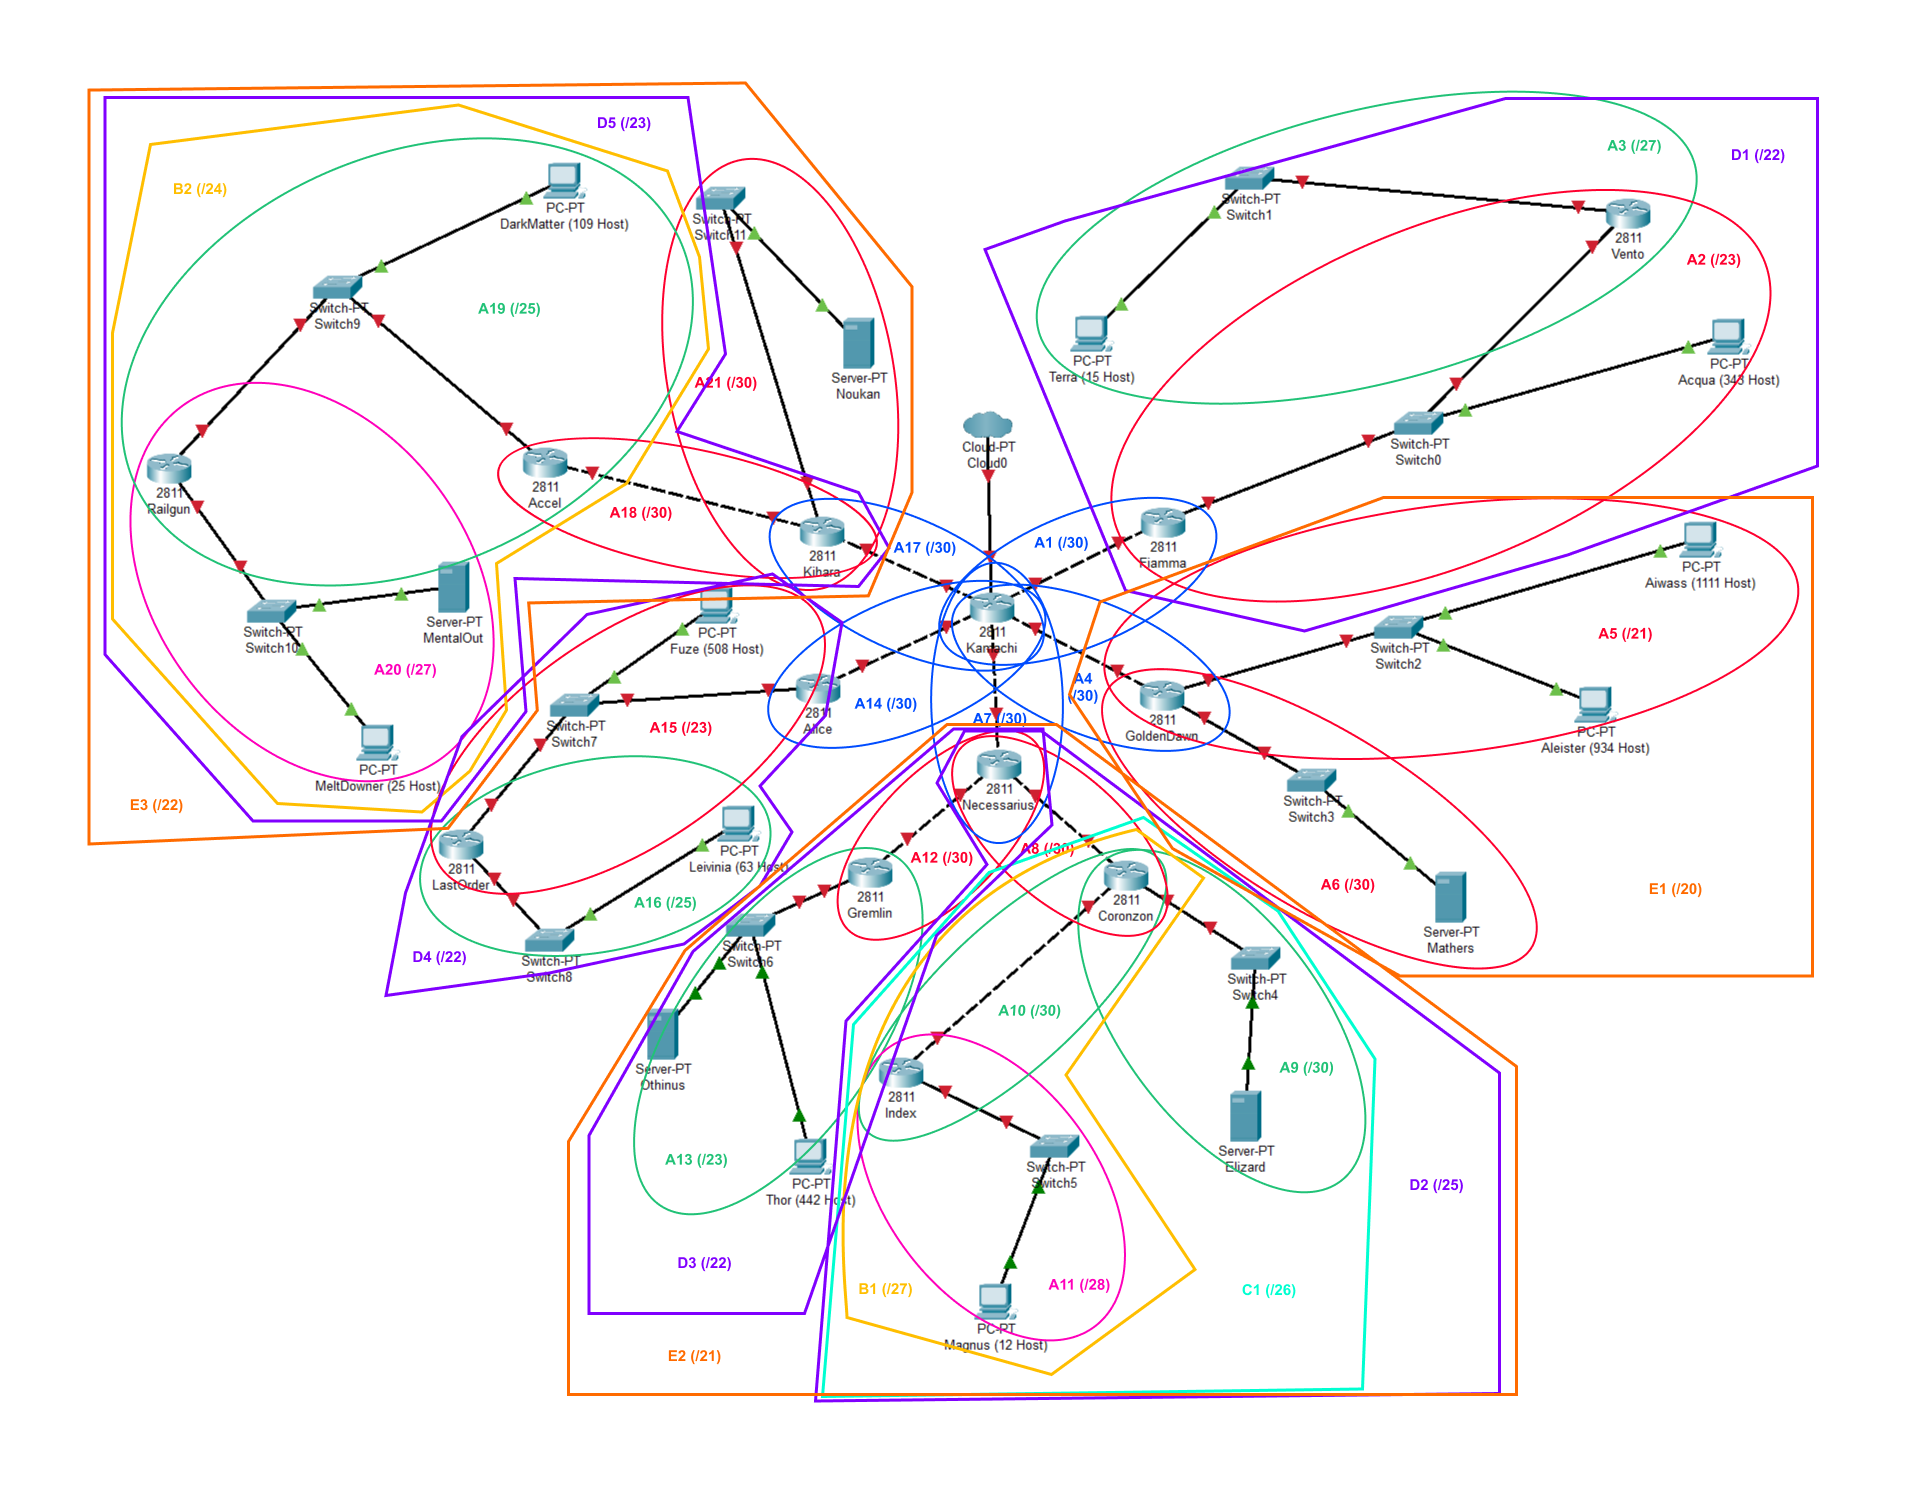 D5 (/23)
B2 (/24)
PC-PT
DarkMatter (109 Host)
Switch-PT
Switch9
A19 (/25)
Switch-PT
Switch11
Server-PT
Noukan
A21 (/30)
2811
Railgun
2811
Accel
A18 (/30)
2811
Kihara
Switch-PT
Switch10
Server-PT
MentalOut
A20 (/27)
PC-PT
MeltDowner (25 Host)
E3 (/22)
A3 (/27)
D1 (/22)
Switch-PT
Switch1
2811
Vento
A2 (/23)
PC-PT
Terra (15 Host)
PC-PT
Acqua (343 Host)
Switch-PT
Switch0
Cloud-PT
Cloud0
A17 (/30)
A1 (/30)
2811
Fiamma
2811
Kamachi
PC-PT
Aiwass (1111 Host)
A5 (/21)
Switch-PT
Switch2
PC-PT
Aleister (934 Host)
A4
(/30)
2811
GoldenDawn
Switch-PT
Switch3
A6 (/30)
Server-PT
Mathers
E1 (/20)
PC-PT
Fuze (508 Host)
A14 (/30)
2811
Alice
A7 (/30)
Switch-PT
Switch7
A15 (/23)
2811
LastOrder
PC-PT
Leivinia (63 Host)
A16 (/25)
D4 (/22)
Switch-PT
Switch8
2811
Necessarius
A12 (/30)
A8 (/30)
2811
Gremlin
2811
Coronzon
Switch-PT
Switch6
Switch-PT
Switch4
Server-PT
Othinus
A10 (/30)
A9 (/30)
2811
Index
Server-PT
Elizard
A13 (/23)
PC-PT
Thor (442 Host)
Switch-PT
Switch5
D2 (/25)
D3 (/22)
B1 (/27)
A11 (/28)
C1 (/26)
PC-PT
Magnus (12 Host)
E2 (/21)